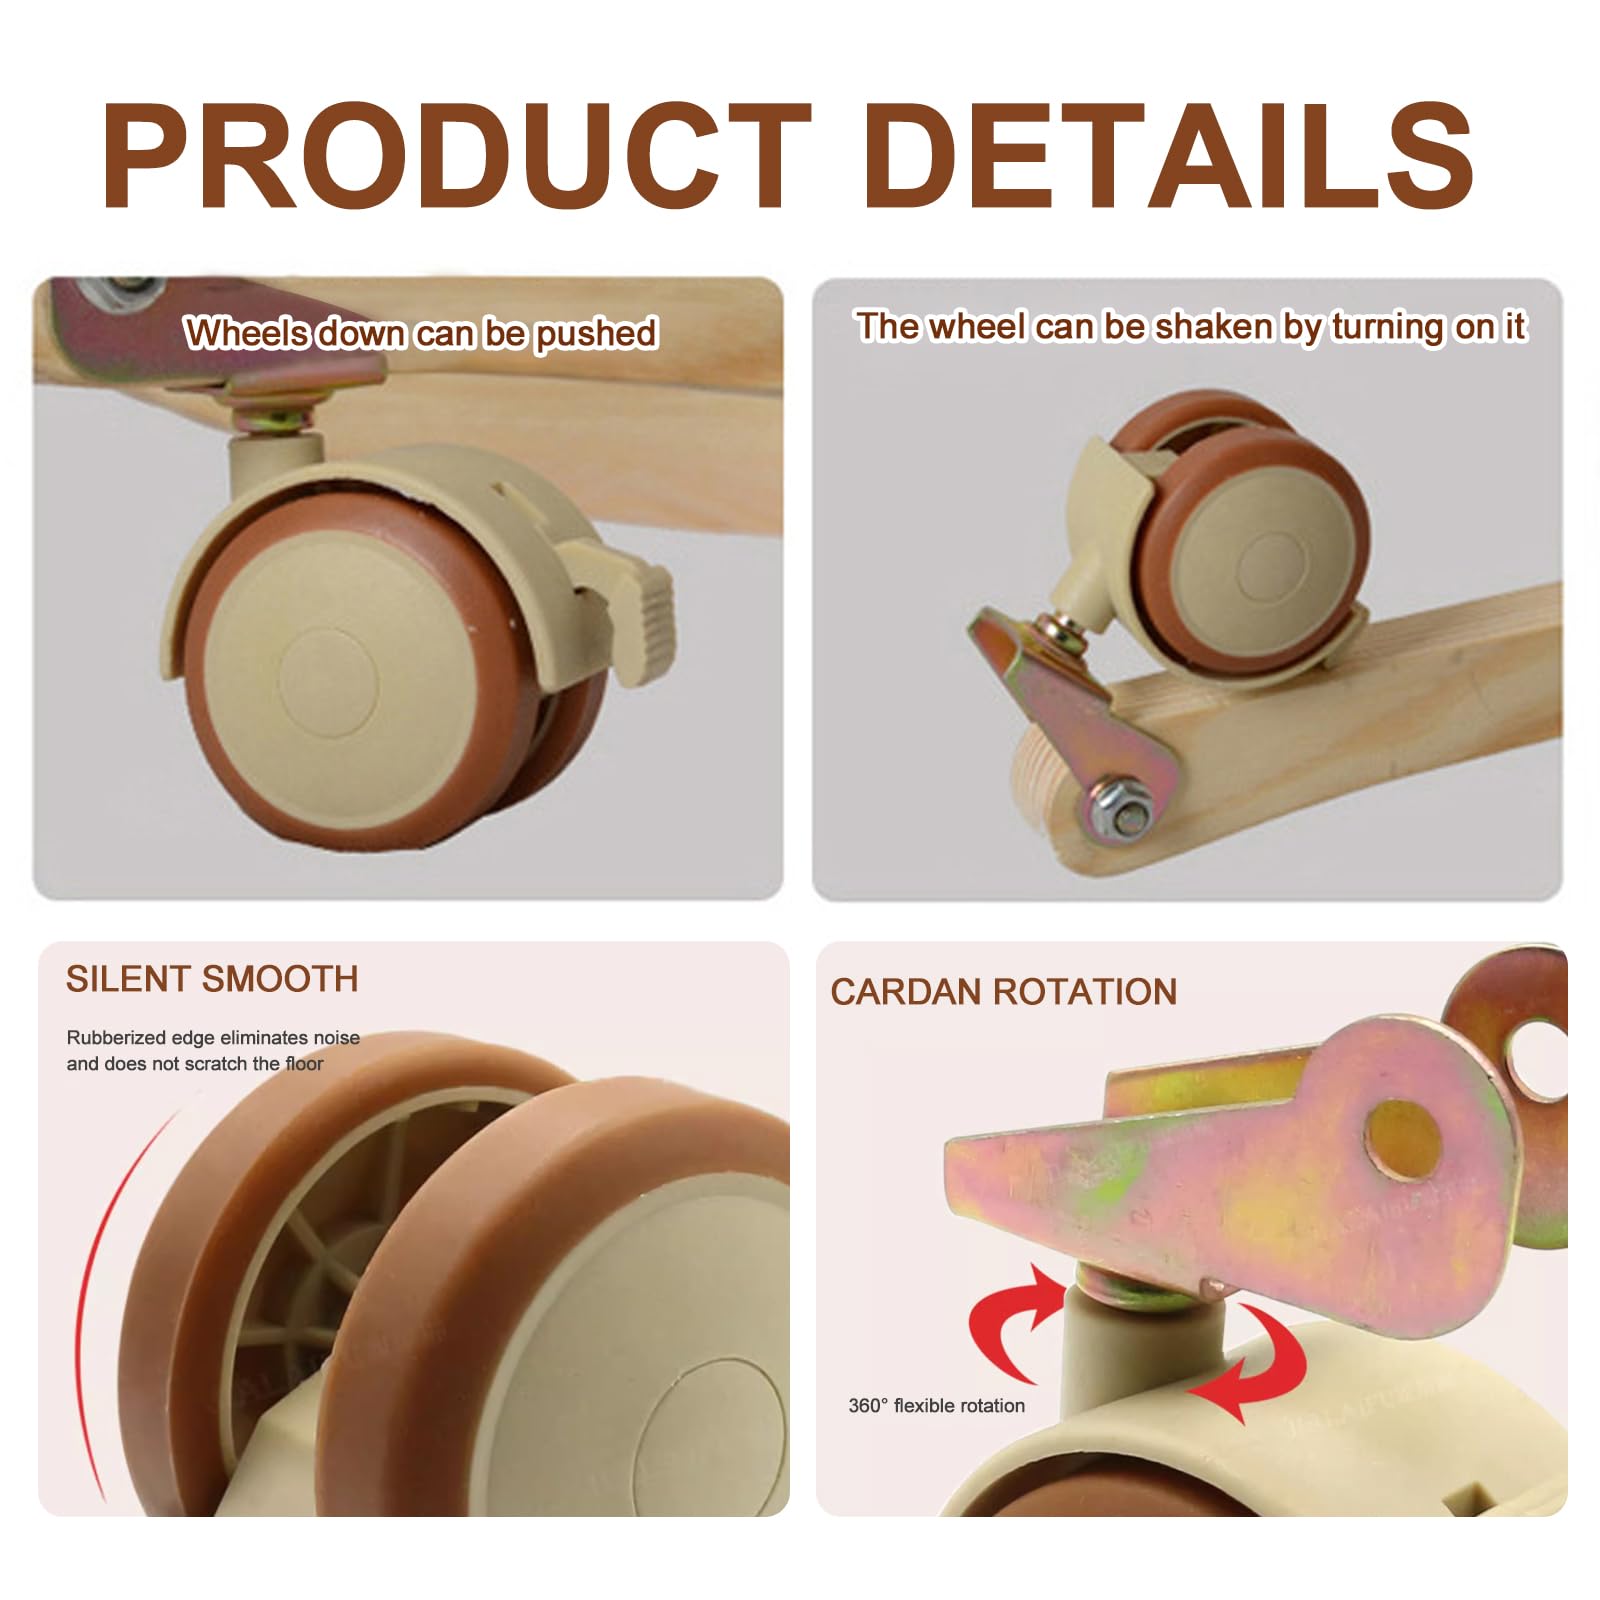 PRODUCT DETAILS
Wheels down can be pushed
The wheel can be shaken by turning on it
SILENT SMOOTH
Rubberized edge eliminates noise
and does not scratch the floor
CARDAN ROTATION
360° flexible rotation